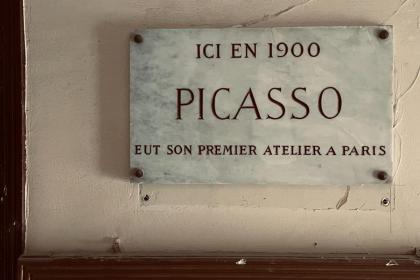 ICI EN 1900
PICASSO
EUT SON PREMIER ATELIER A PARIS